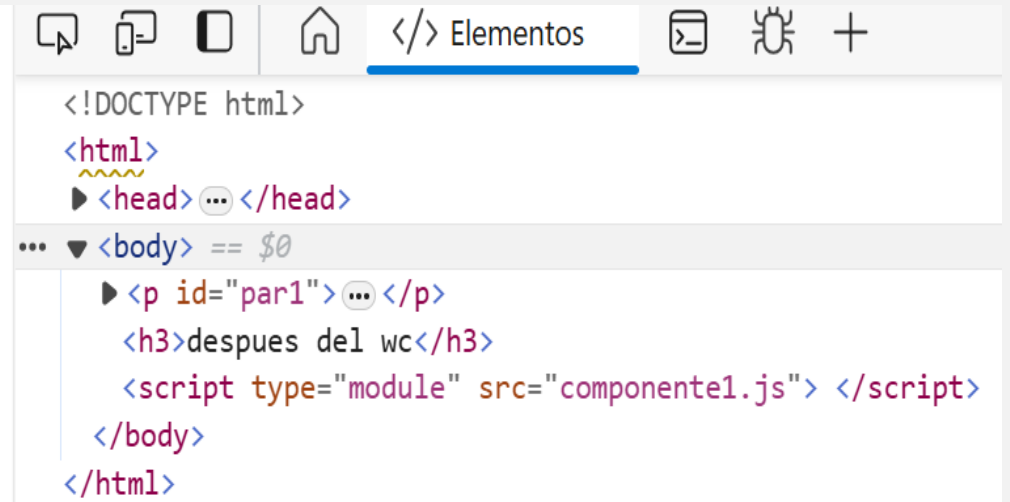 </> Elementos
<!DOCTYPE html>
<html>
<head> ... </head>
... <body> == $0
<p id="par1"> ... </p>
<h3>despues del wc</h3>
<script type="module" src="componente1.js"> </script>
</body>
</html>